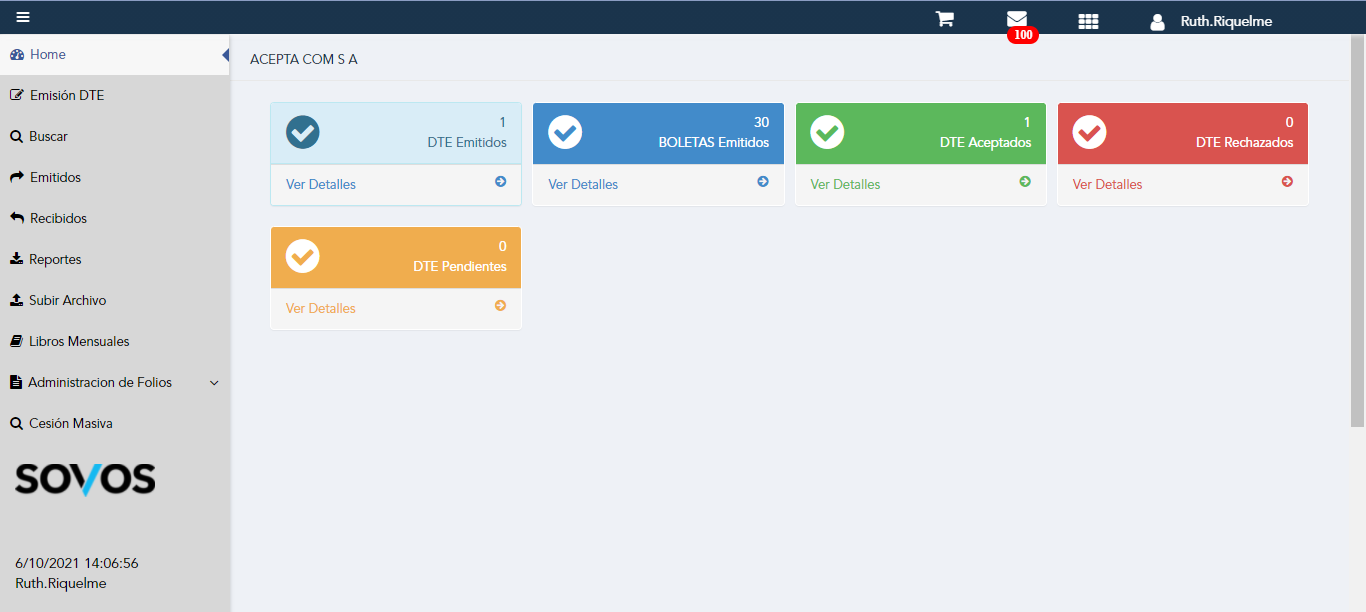 100
Ruth.Riquelme
Home
Emisión DTE
Buscar
Emitidos
Recibidos
Reportes
Subir Archivo
Libros Mensuales
Administracion de Folios
Cesión Masiva
SOVOS
6/10/2021 14:06:56
Ruth.Riquelme
ACEPTA COM S A
1
DTE Emitidos
Ver Detalles
30
BOLETAS Emitidos
Ver Detalles
1
DTE Aceptados
Ver Detalles
0
DTE Rechazados
Ver Detalles
0
DTE Pendientes
Ver Detalles